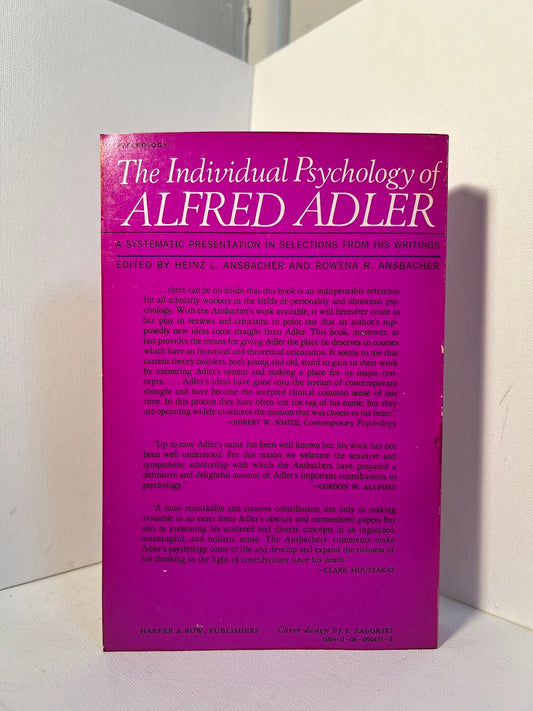 PSYCHOLOGY
The Individual Psychology of
ALFRED ADLER
A SYSTEMATIC PRESENTATION IN SELECTIONS FROM HIS WRITINGS
EDITED BY HEINZ L. ANSBACHER AND ROWENA R. ANSBACHER
. . . there can be no doubt that this book is an indispensable reference
for all scholarly workers in the fields of personality and abnormal psy-
chology. With the Ansbacher's work available, it will hereafter count as
fair play in reviews and criticisms to point out that an author's sup-
posedly new ideas come straight from Adler. This book, moreover, at
last provides the means for giving Adler the place he deserves in courses
which have an historical and theoretical orientation. It seems to me that
current theory builders, both young and old, stand to gain in their work
by mastering Adler's system and making a place for its major con-
cepts. . . . Adler's ideas have gone into the stream of contemporary
thought and have become the accepted clinical common sense of our
time. In this process they have often lost the tag of his name, but they
are operating widely to achieve the mission that was closest to his heart."
—ROBERT W. WHITE, Contemporary Psychology
"Up to now Adler's name has been well known but his work has not
been well understood. For this reason we welcome the sensitive and
sympathetic scholarship with which the Ansbachers have prepared a
definitive and delightful account of Adler's important contributions to
psychology." —GORDON W. ALLPORT
"A most remarkable and creative contribution, not only in making
available in an exact form Adler's obscure and untranslated papers but
also in presenting his scattered and diverse concepts in an organized,
meaningful, and holistic sense. The Ansbachers' comments make
Adler's psychology come to life and develop and expand the richness of
his thinking in the light of contributions since his death."
—CLARK MOUSTAKAS
HARPER & ROW, PUBLISHERS Cover design by S. ZAGORSKI
ISBN: 0-06-090471-0